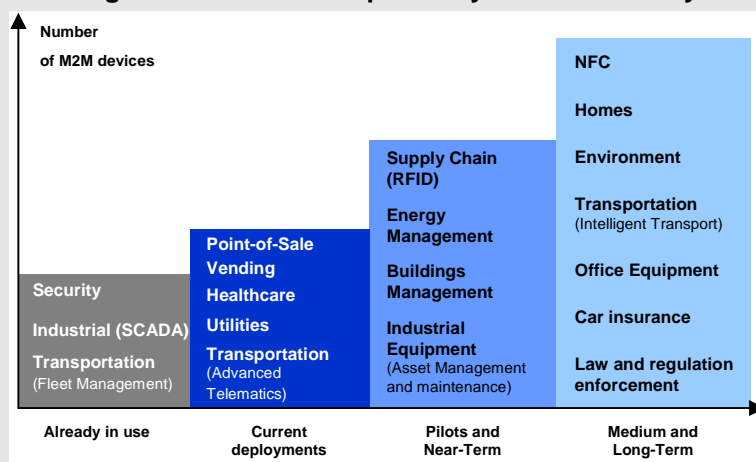 Number
of M2M devices
Security
Industrial (SCADA)
Transportation
(Fleet Management)
Point-of-Sale
Vending
Healthcare
Utilities
Transportation
(Advanced
Telematics)
Supply Chain
(RFID)
Energy
Management
Buildings
Management
Industrial
Equipment
(Asset Management
and maintenance)
NFC
Homes
Environment
Transportation
(Intelligent Transport)
Office Equipment
Car insurance
Law and regulation
enforcement
Already in use
Current
deployments
Pilots and
Near-Term
Medium and
Long-Term